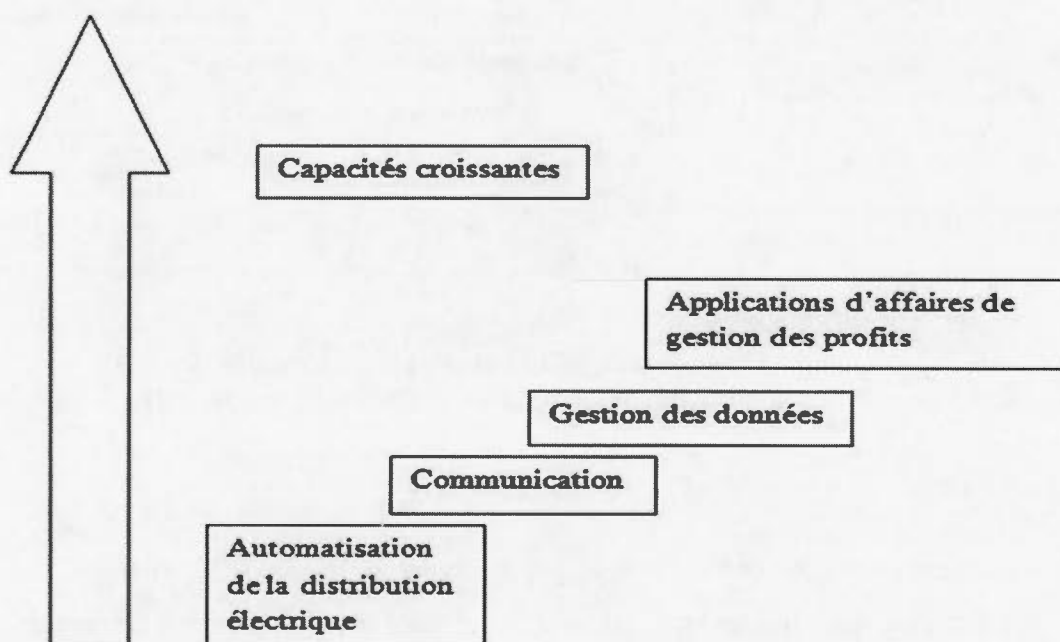 Capacités croissantes
Applications d'affaires de
gestion des profits
Gestion des données
Communication
Automatisation
de la distribution
électrique